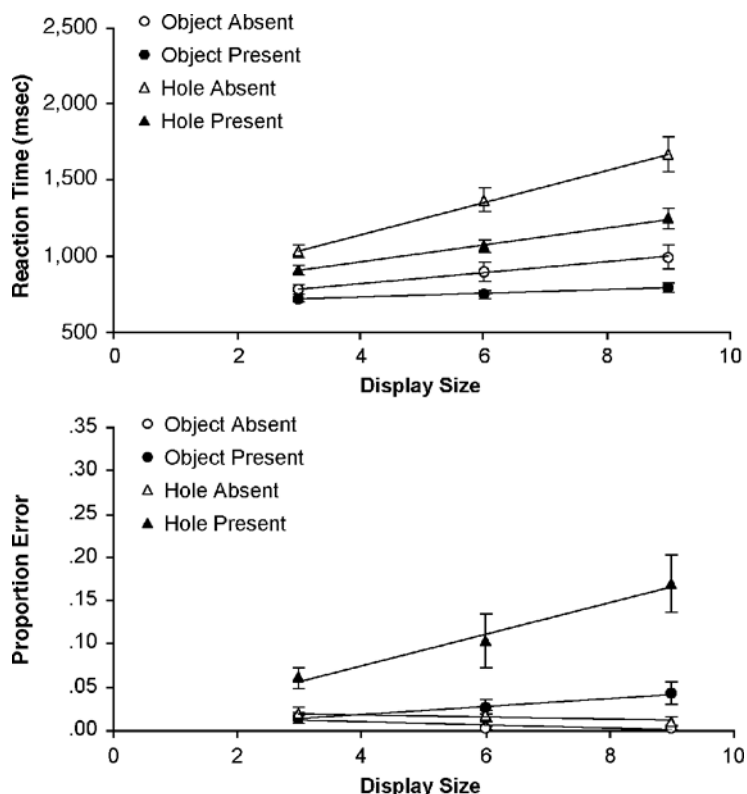 2,500
2,000
1,500
1,000
500
Reaction Time (msec)
Object Absent
Object Present
Hole Absent
Hole Present
0 2 4 6 8 10
Display Size
.35
.30
.25
.20
.15
.10
.05
.00
Proportion Error
Object Absent
Object Present
Hole Absent
Hole Present
0 2 4 6 8 10
Display Size